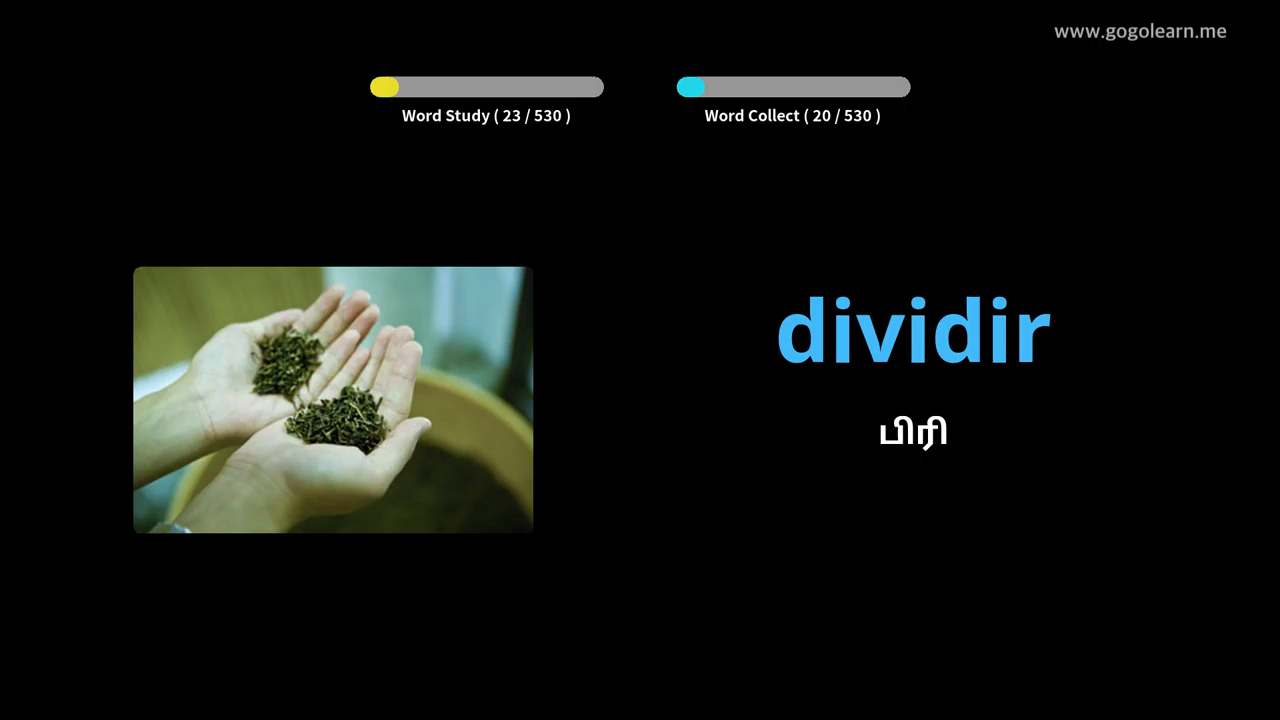 www.gogolearn.me
Word Study ( 23 / 530 )
Word Collect ( 20 / 530 )
dividir
பிரி